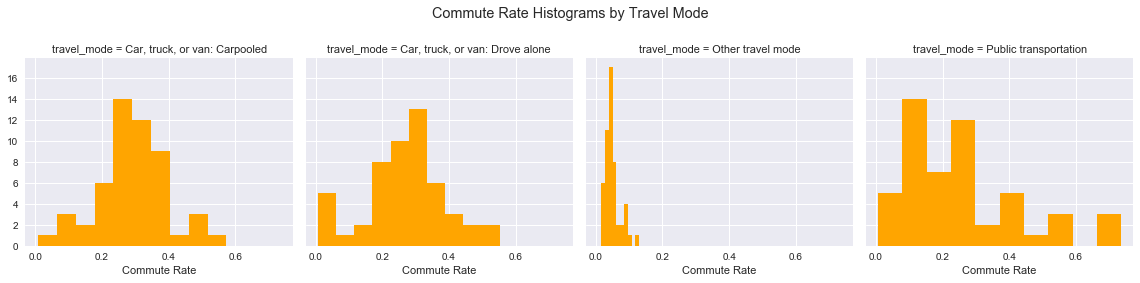 Commute Rate Histograms by Travel Mode
travel_mode = Car, truck, or van: Carpooled
travel_mode = Car, truck, or van: Drove alone
travel_mode = Other travel mode
travel_mode = Public transportation
16
14
12
10
8
6
4
2
0
0.0 0.2 0.4 0.6
0.0 0.2 0.4 0.6
0.0 0.2 0.4 0.6
0.0 0.2 0.4 0.6
Commute Rate
Commute Rate
Commute Rate
Commute Rate